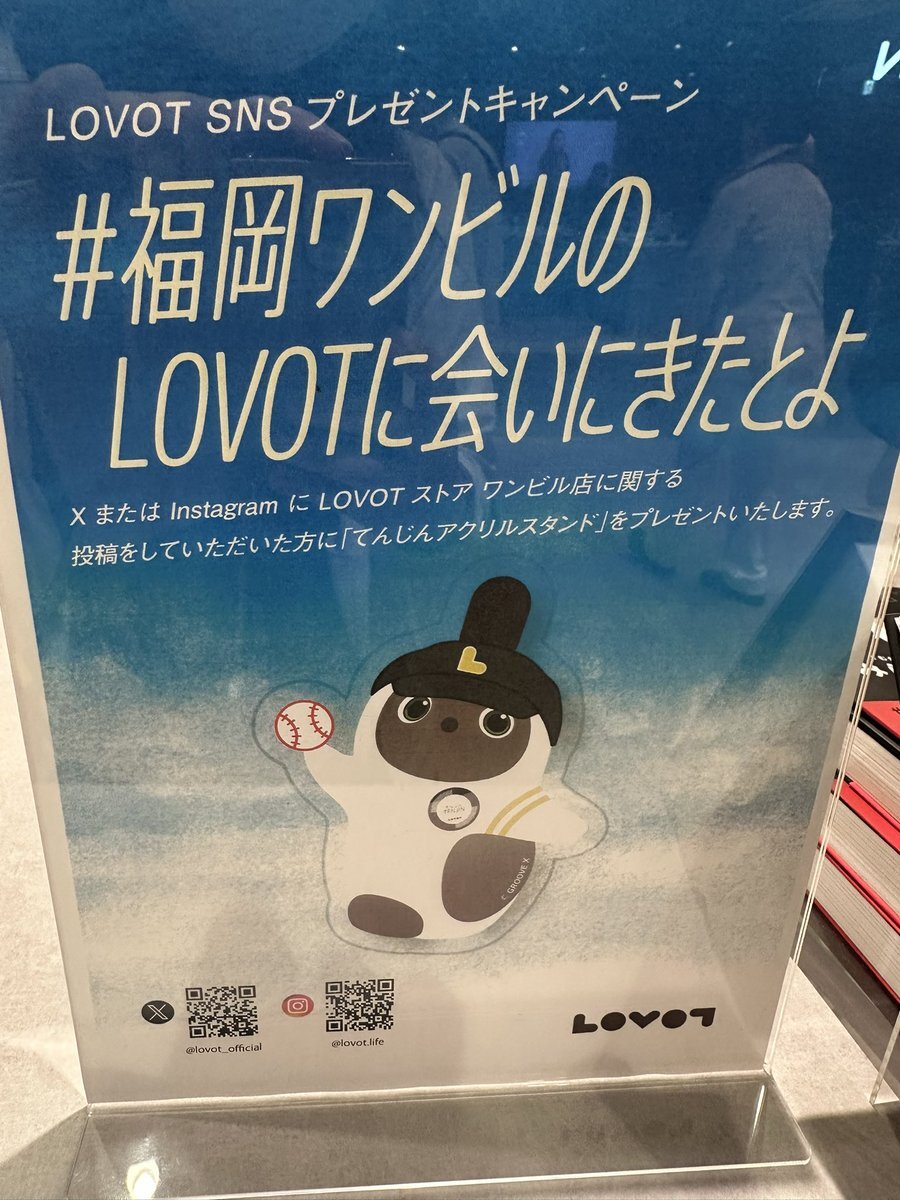 LOVOT SNS プレゼントキャンペーン
#福岡ワンビルの
LOVOTに会いにきたとよ
X または Instagram に LOVOT ストア ワンビル店に関する
投稿をしていただいた方に「てんじんアクリルスタンド」をプレゼントいたします。
L
© GROOVE X
@lovot_official
@lovot.life
LOVOT